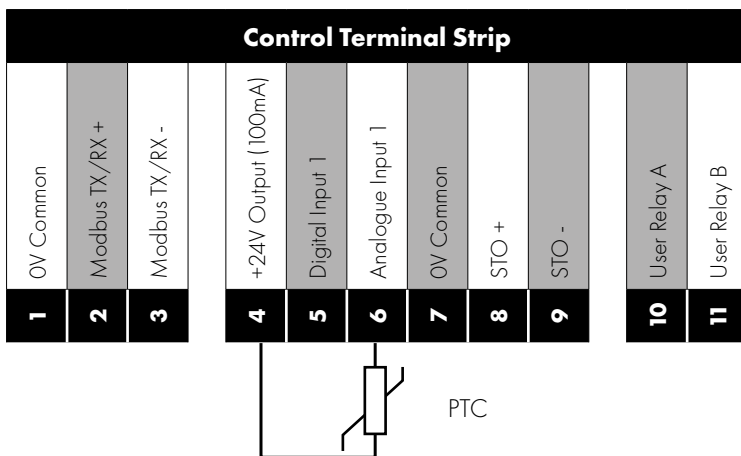 Control Terminal Strip
0V Common
Modbus TX/RX +
Modbus TX/RX -
+24V Output (100mA)
Digital Input 1
Analogue Input 1
0V Common
STO +
STO -
User Relay A
User Relay B
1
2
3
4
5
6
7
8
9
10
11
PTC